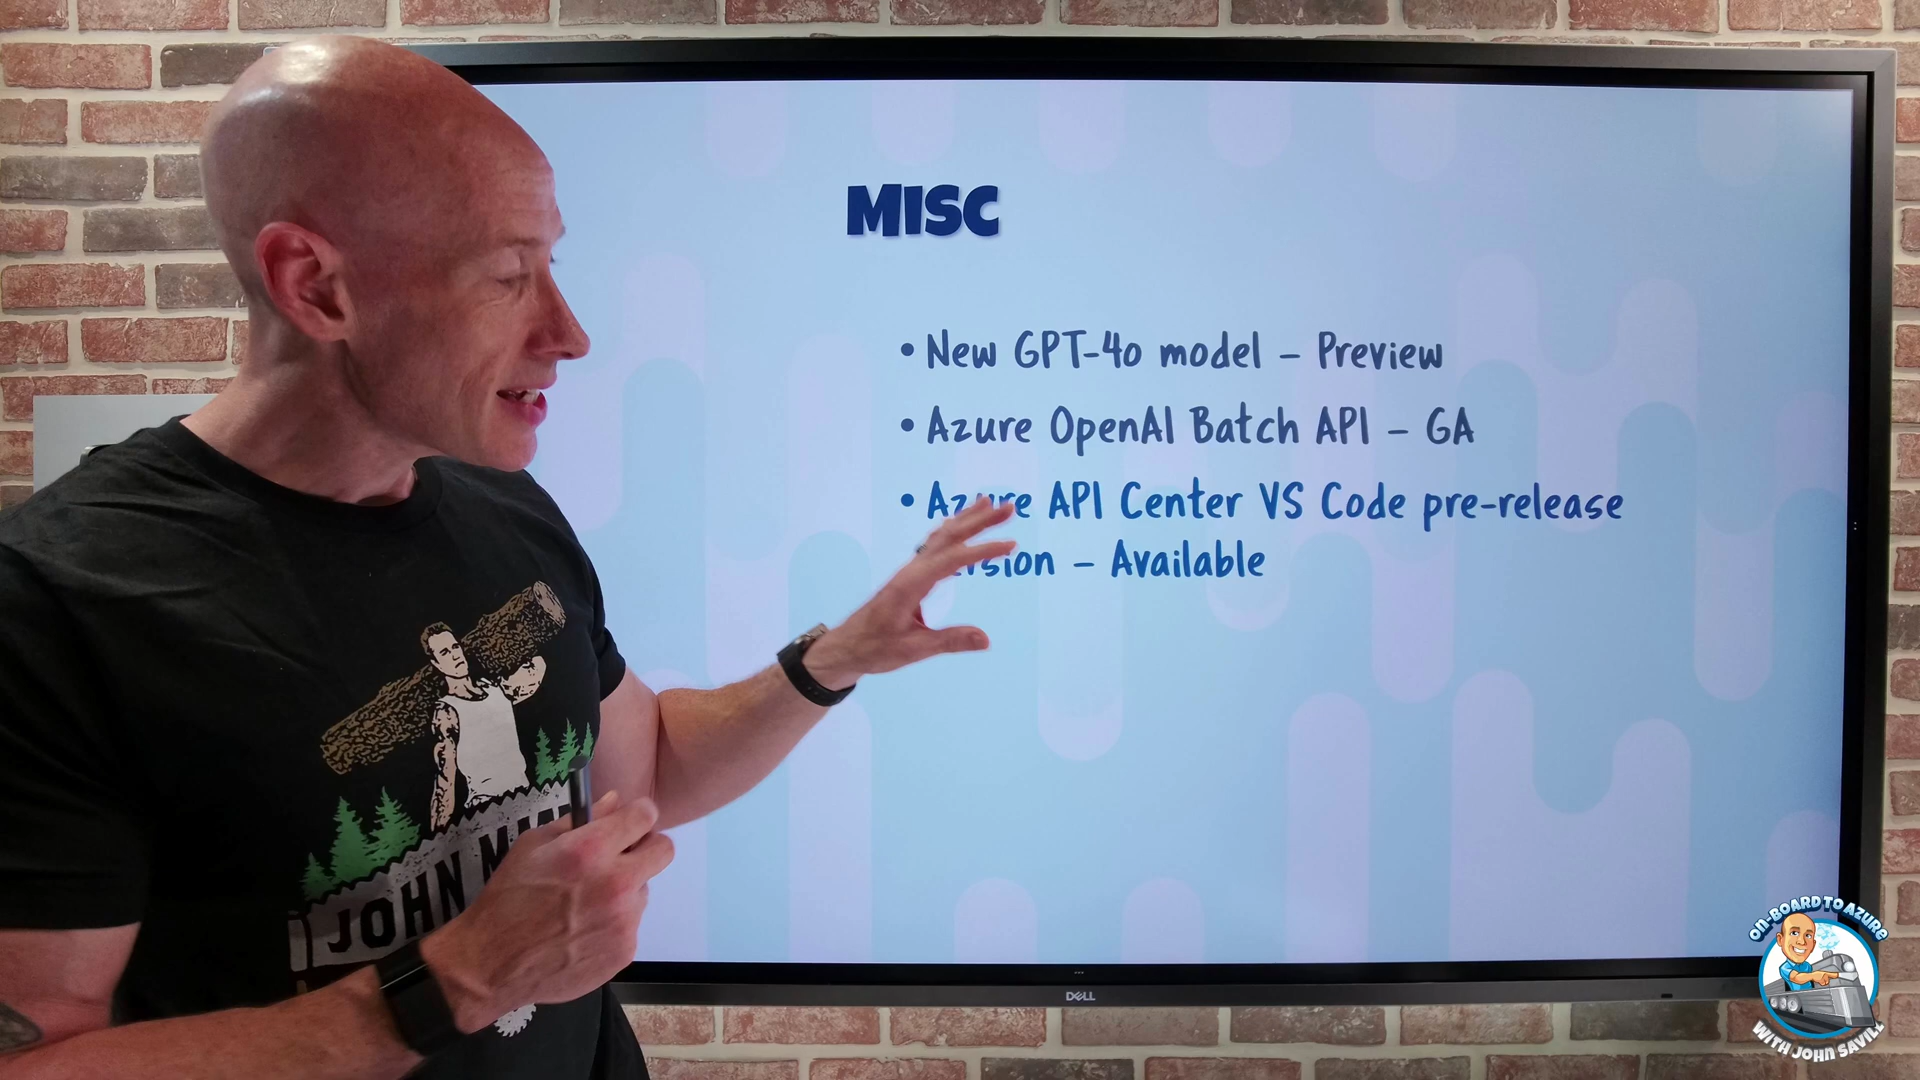 MISC
• New GPT-4o model – Preview
• Azure OpenAI Batch API – GA
• Azure API Center VS Code pre-release
– Available
JOHN
DELL
ON-BOARD TO AZURE
WITH JOHN SAVILL